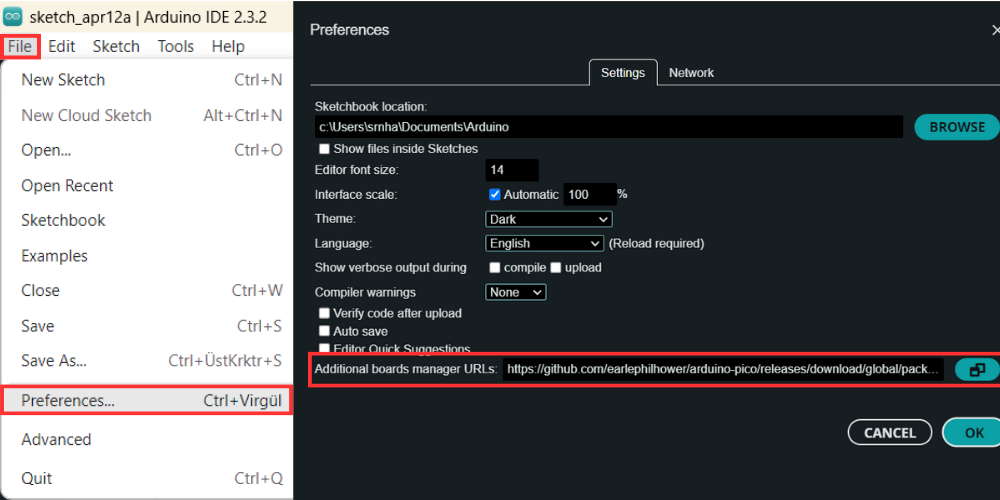 sketch_apr12a | Arduino IDE 2.3.2
File Edit Sketch Tools Help
New Sketch Ctrl+N
New Cloud Sketch Alt+Ctrl+N
Open... Ctrl+O
Open Recent
Sketchbook
Examples
Close Ctrl+W
Save Ctrl+S
Save As... Ctrl+ÜstKrktr+S
Preferences... Ctrl+Virgül
Advanced
Quit Ctrl+Q
Preferences
Settings Network
Sketchbook location:
c:\Users\srnha\Documents\Arduino BROWSE
Show files inside Sketches
Editor font size: 14
Interface scale: Automatic 100 %
Theme: Dark
Language: English (Reload required)
Show verbose output during compile upload
Compiler warnings None
Verify code after upload
Auto save
Editor Quick Suggestions
Additional boards manager URLs: https://github.com/earlephilhower/arduino-pico/releases/download/global/pack...
CANCEL OK